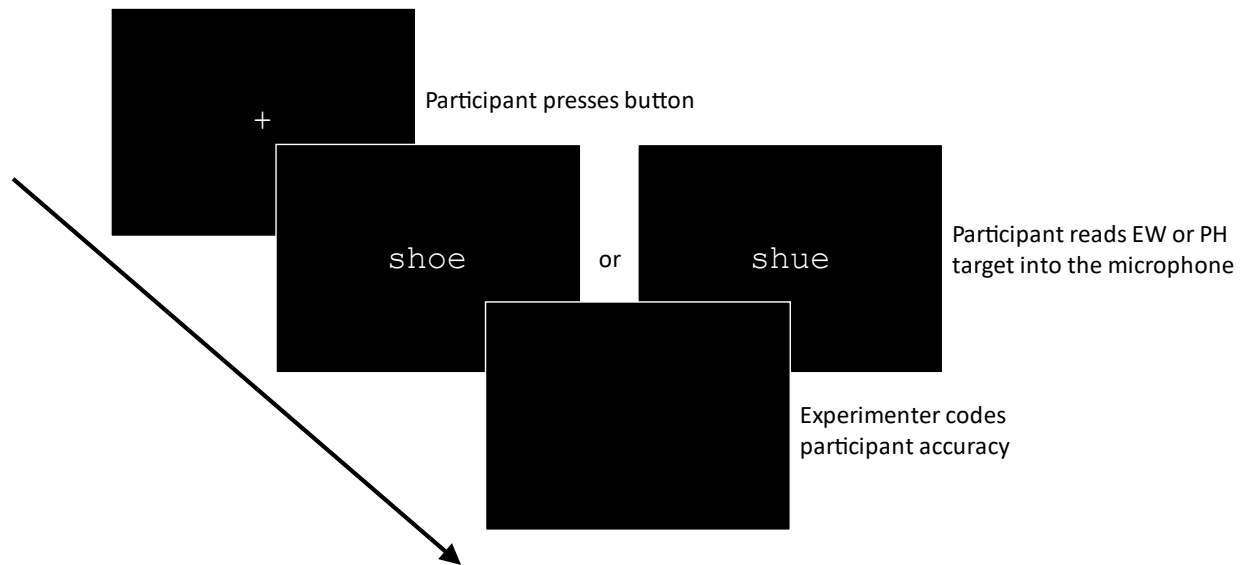 +
Participant presses button
shoe
or
shue
Participant reads EW or PH
target into the microphone
Experimenter codes
participant accuracy